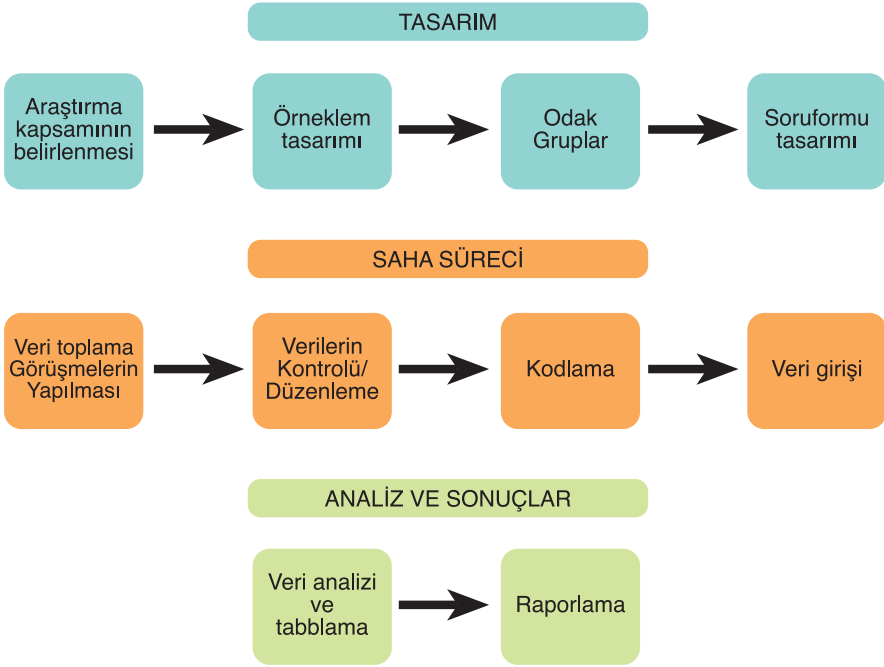 TASARIM
Araştırma
kapsamının
belirlenmesi
Örneklem
tasarımı
Odak
Gruplar
Soruformu
tasarımı
SAHA SÜRECİ
Veri toplama
Görüşmelerin
Yapılması
Verilerin
Kontrolü/
Düzenleme
Kodlama
Veri girişi
ANALİZ VE SONUÇLAR
Veri analizi
ve
tabblama
Raporlama